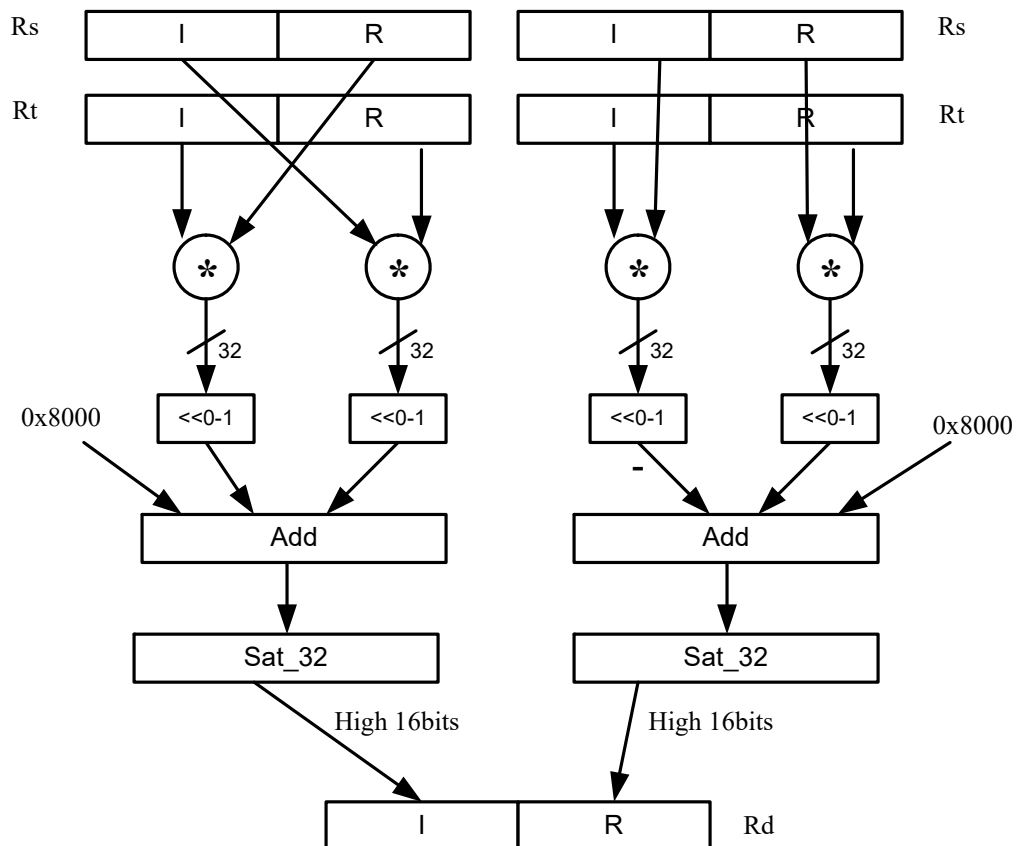 Rs I R I R Rs
Rt I R I R Rt
* * * *
32 32 32 32
<<0-1 <<0-1 <<0-1 <<0-1
0x8000 0x8000
-
Add Add
Sat_32 Sat_32
High 16bits High 16bits
I R Rd